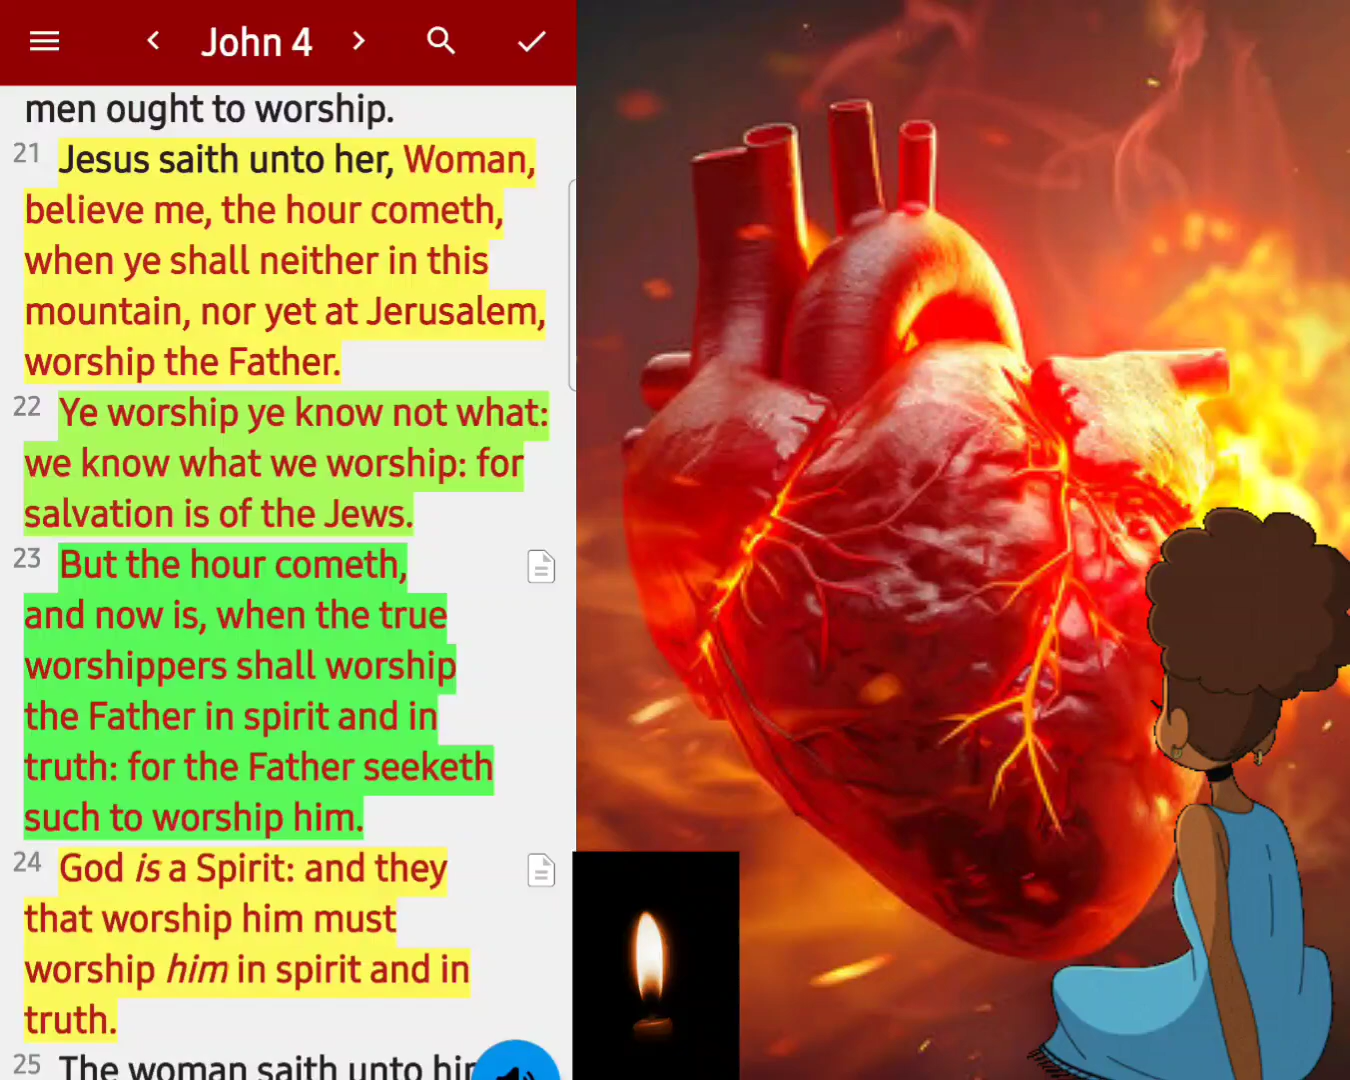 John 4
men ought to worship.
21 Jesus saith unto her, Woman,
believe me, the hour cometh,
when ye shall neither in this
mountain, nor yet at Jerusalem,
worship the Father.
22 Ye worship ye know not what:
we know what we worship: for
salvation is of the Jews.
23 But the hour cometh,
and now is, when the true
worshippers shall worship
the Father in spirit and in
truth: for the Father seeketh
such to worship him.
24 God is a Spirit: and they
that worship him must
worship him in spirit and in
truth.
25 The woman saith unto